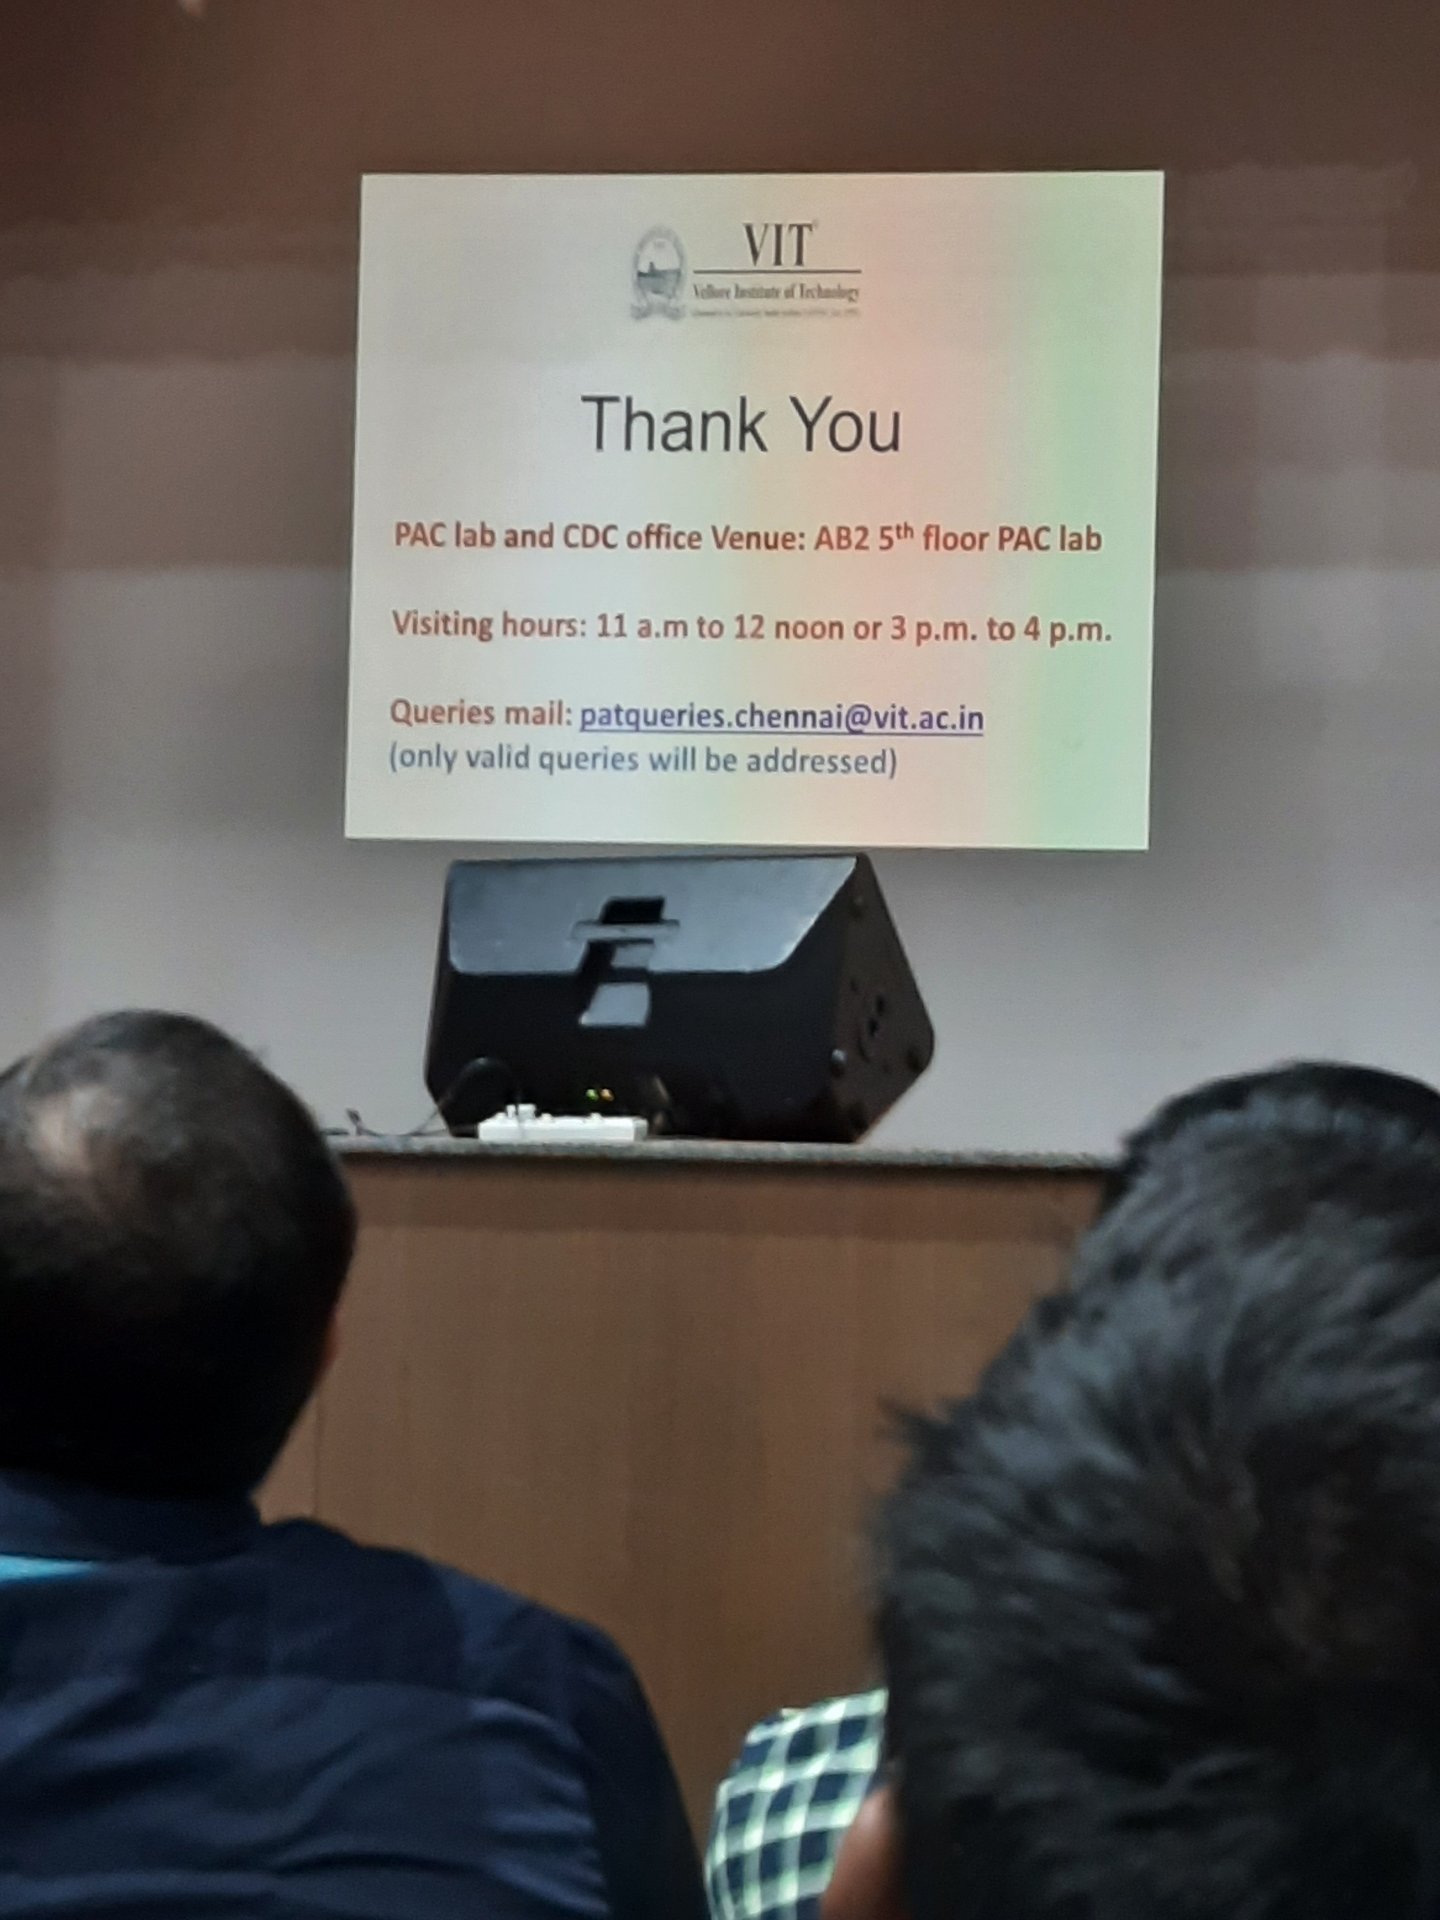 VIT
Vellore Institute of Technology
Thank You
PAC lab and CDC office Venue: AB2 5th floor PAC lab
Visiting hours: 11 a.m to 12 noon or 3 p.m. to 4 p.m.
Queries mail: patqueries.chennai@vit.ac.in
(only valid queries will be addressed)